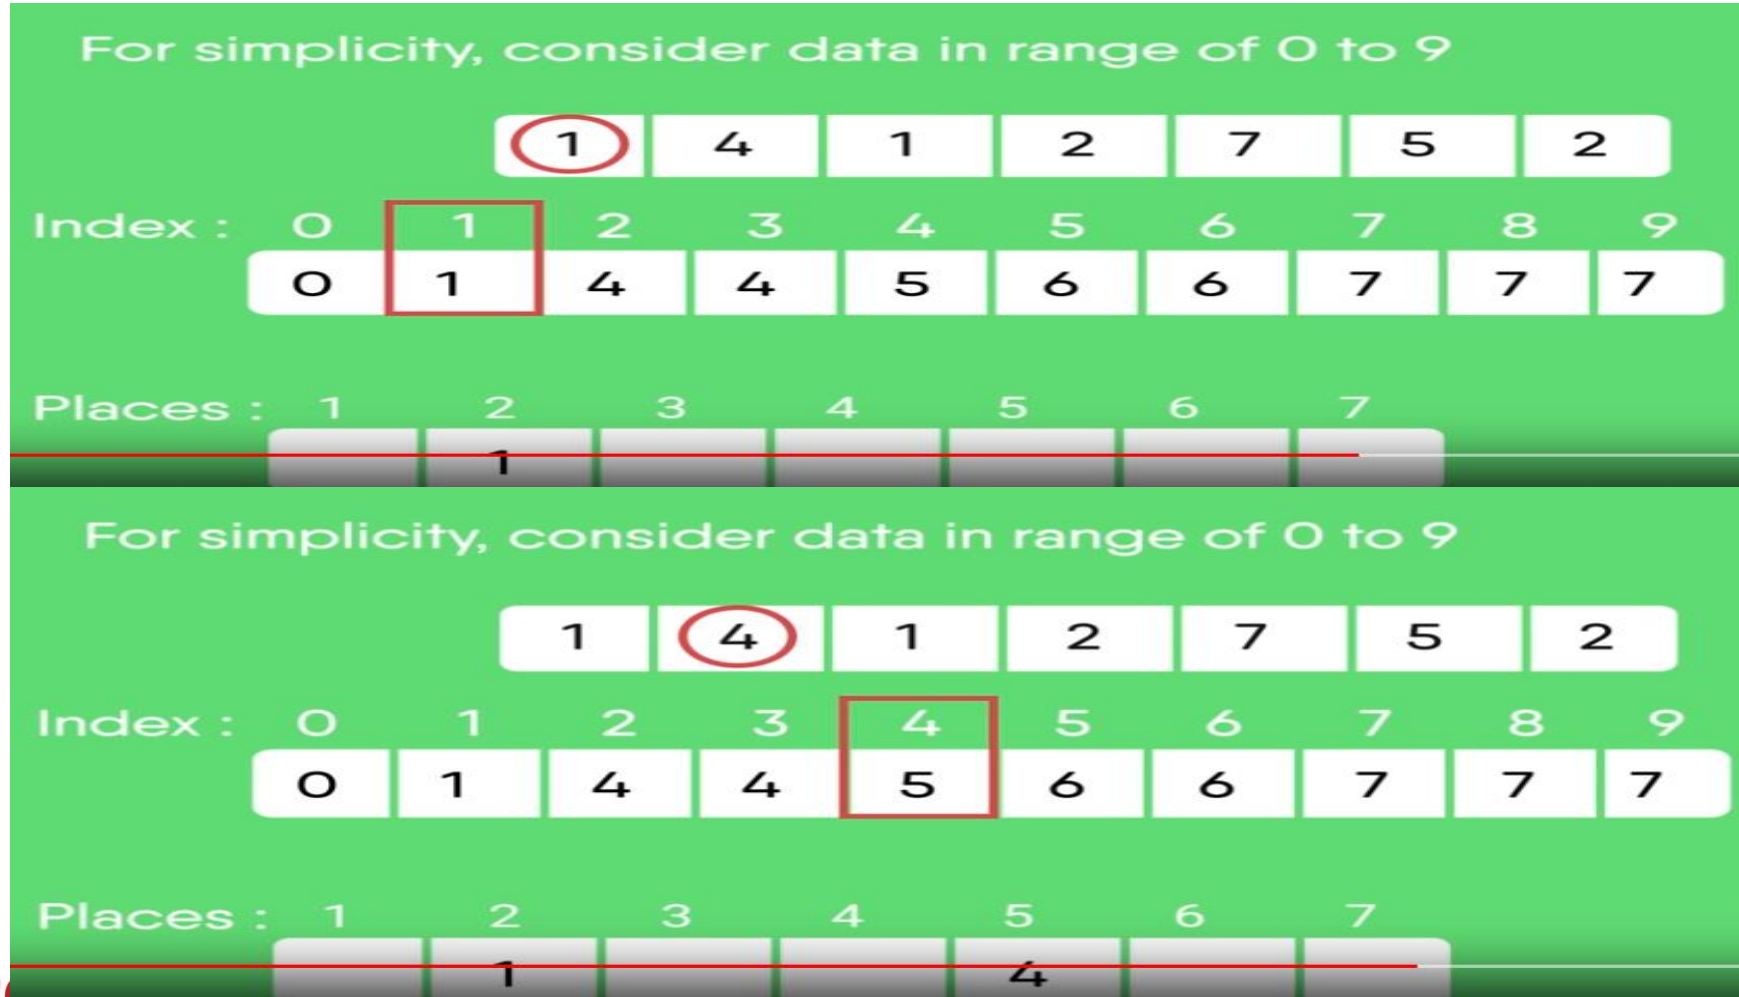 For simplicity, consider data in range of 0 to 9
1 4 1 2 7 5 2
Index : 0 1 2 3 4 5 6 7 8 9
0 1 4 4 5 6 6 7 7 7
Places : 1 2 3 4 5 6 7
1
For simplicity, consider data in range of 0 to 9
1 4 1 2 7 5 2
Index : 0 1 2 3 4 5 6 7 8 9
0 1 4 4 5 6 6 7 7 7
Places : 1 2 3 4 5 6 7
1 4